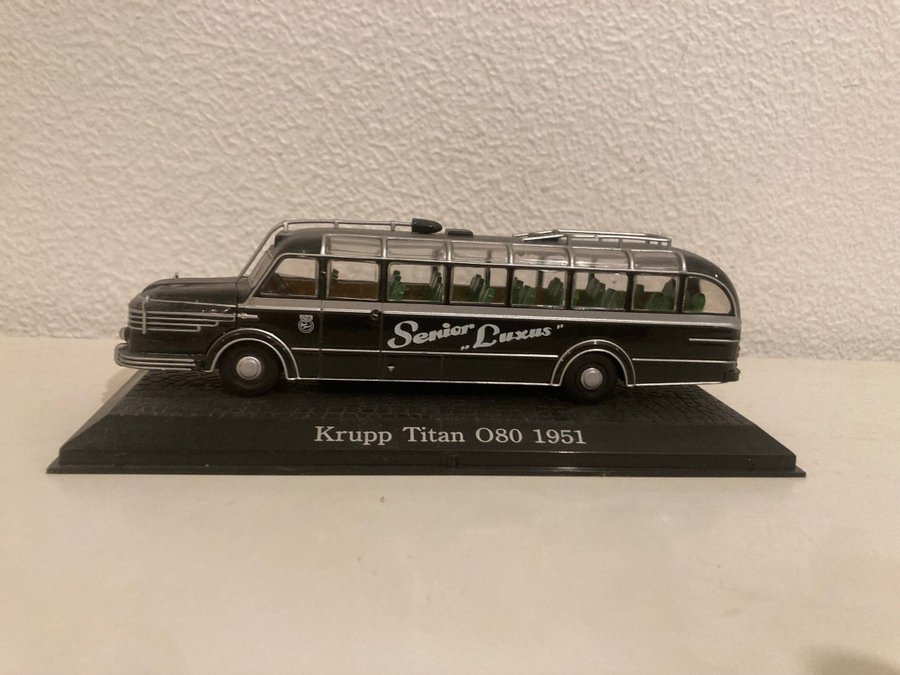 Senior
„Luxus"
Krupp Titan O80 1951